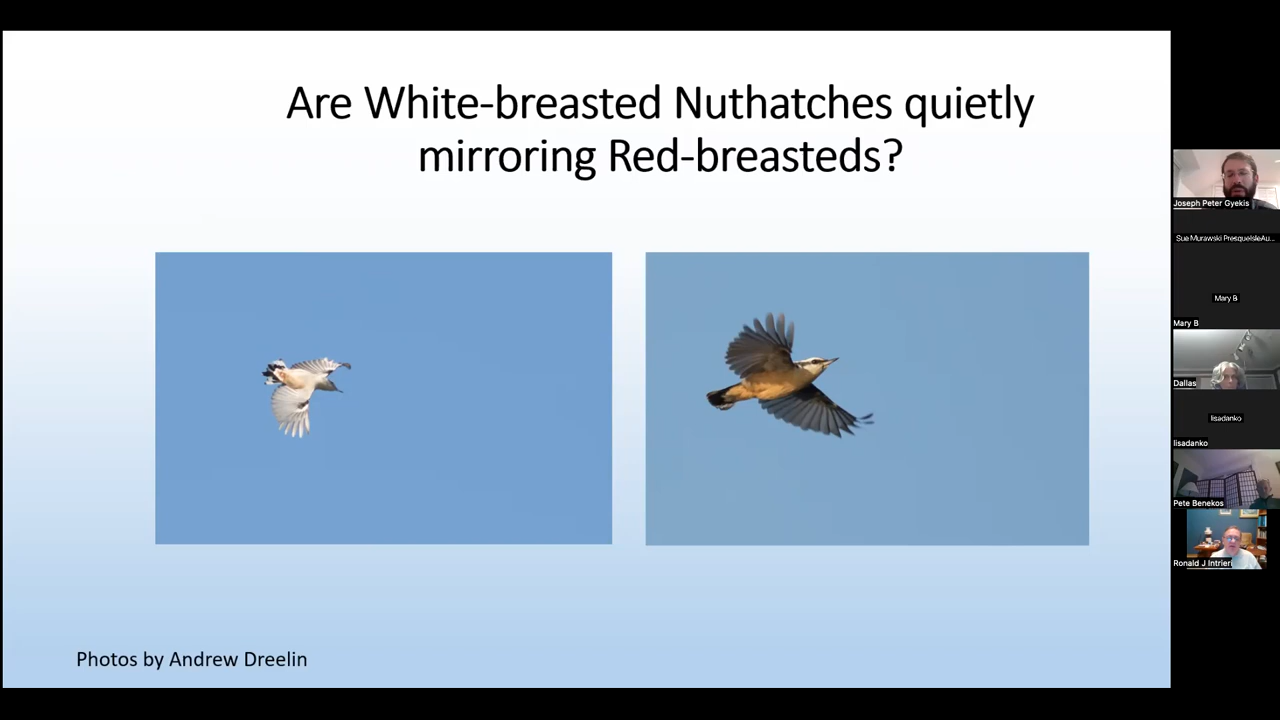 Are White-breasted Nuthatches quietly
mirroring Red-breasteds?
Photos by Andrew Dreelin
Joseph Peter Gyekis
Sue Murawski PresqueIsleAu...
Mary B
Mary B
Dallas
lisadanko
lisadanko
Pete Benekos
Ronald J Intrieri